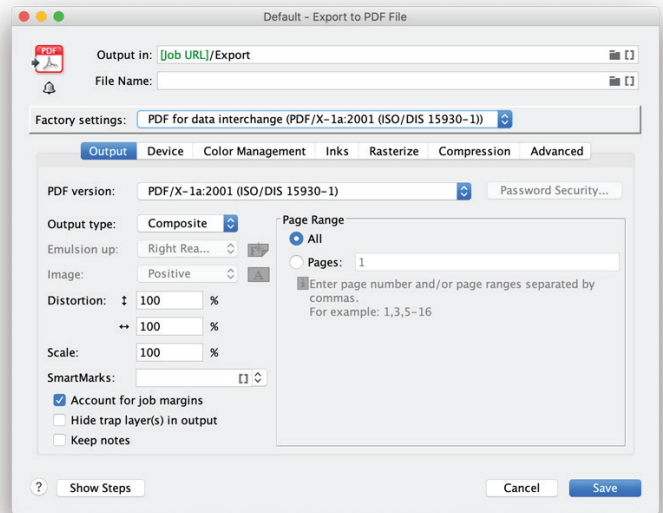 Default - Export to PDF File
PDF
Output in: [Job URL]/Export
File Name:
Factory settings: PDF for data interchange (PDF/X-1a:2001 (ISO/DIS 15930-1))
Output Device Color Management Inks Rasterize Compression Advanced
PDF version: PDF/X-1a:2001 (ISO/DIS 15930-1) Password Security...
Output type: Composite
Emulsion up: Right Rea...
Image: Positive A
Distortion: 100 %
100 %
Scale: 100 %
SmartMarks: []
Account for job margins
Hide trap layer(s) in output
Keep notes
Page Range
All
Pages: 1
Enter page number and/or page ranges separated by
commas.
For example: 1,3,5-16
? Show Steps Cancel Save